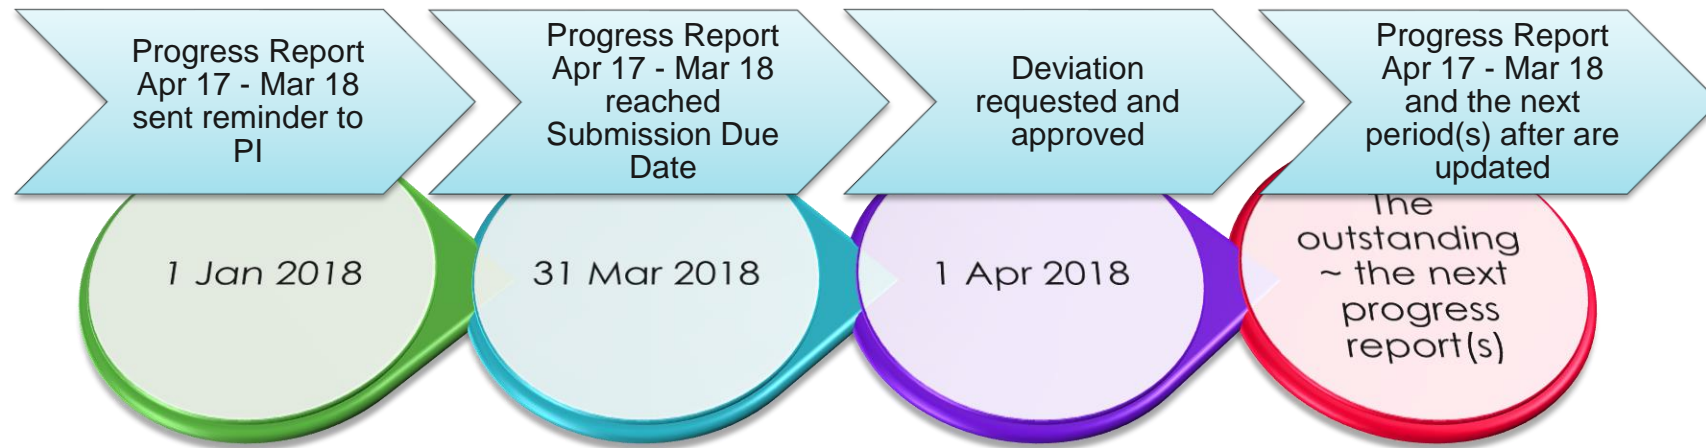 Progress Report
Apr 17 - Mar 18
sent reminder to
PI
Progress Report
Apr 17 - Mar 18
reached
Submission Due
Date
Deviation
requested and
approved
Progress Report
Apr 17 - Mar 18
and the next
period(s) after are
updated
1 Jan 2018
31 Mar 2018
1 Apr 2018
The
outstanding
~ the next
progress
report(s)